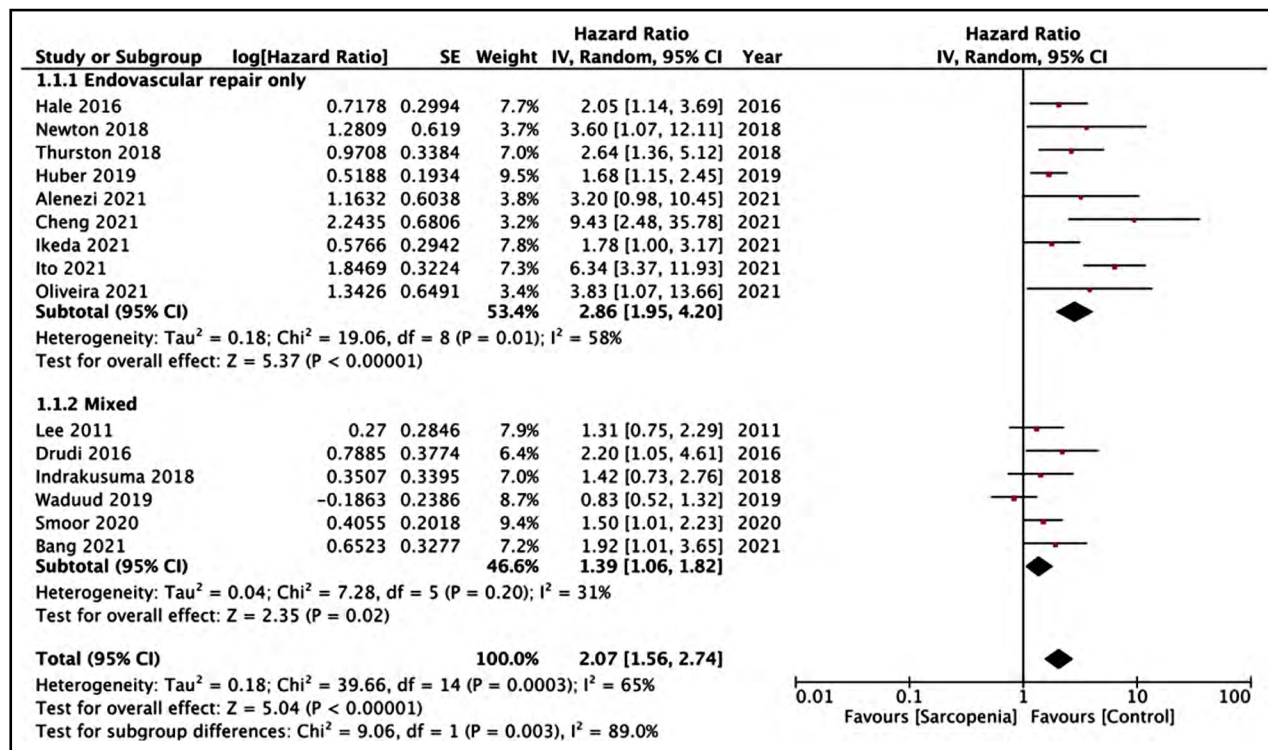 Hazard Ratio Hazard Ratio
Study or Subgroup log[Hazard Ratio] SE Weight IV, Random, 95% CI Year IV, Random, 95% CI
1.1.1 Endovascular repair only
Hale 2016 0.7178 0.2994 7.7% 2.05 [1.14, 3.69] 2016
Newton 2018 1.2809 0.619 3.7% 3.60 [1.07, 12.11] 2018
Thurston 2018 0.9708 0.3384 7.0% 2.64 [1.36, 5.12] 2018
Huber 2019 0.5188 0.1934 9.5% 1.68 [1.15, 2.45] 2019
Alenezi 2021 1.1632 0.6038 3.8% 3.20 [0.98, 10.45] 2021
Cheng 2021 2.2435 0.6806 3.2% 9.43 [2.48, 35.78] 2021
Ikeda 2021 0.5766 0.2942 7.8% 1.78 [1.00, 3.17] 2021
Ito 2021 1.8469 0.3224 7.3% 6.34 [3.37, 11.93] 2021
Oliveira 2021 1.3426 0.6491 3.4% 3.83 [1.07, 13.66] 2021
Subtotal (95% CI) 53.4% 2.86 [1.95, 4.20]
Heterogeneity: Tau² = 0.18; Chi² = 19.06, df = 8 (P = 0.01); I² = 58%
Test for overall effect: Z = 5.37 (P < 0.00001)
1.1.2 Mixed
Lee 2011 0.27 0.2846 7.9% 1.31 [0.75, 2.29] 2011
Drudi 2016 0.7885 0.3774 6.4% 2.20 [1.05, 4.61] 2016
Indrakusuma 2018 0.3507 0.3395 7.0% 1.42 [0.73, 2.76] 2018
Waduud 2019 −0.1863 0.2386 8.7% 0.83 [0.52, 1.32] 2019
Smoor 2020 0.4055 0.2018 9.4% 1.50 [1.01, 2.23] 2020
Bang 2021 0.6523 0.3277 7.2% 1.92 [1.01, 3.65] 2021
Subtotal (95% CI) 46.6% 1.39 [1.06, 1.82]
Heterogeneity: Tau² = 0.04; Chi² = 7.28, df = 5 (P = 0.20); I² = 31%
Test for overall effect: Z = 2.35 (P = 0.02)
Total (95% CI) 100.0% 2.07 [1.56, 2.74]
Heterogeneity: Tau² = 0.18; Chi² = 39.66, df = 14 (P = 0.0003); I² = 65%
Test for overall effect: Z = 5.04 (P < 0.00001)
Test for subgroup differences: Chi² = 9.06, df = 1 (P = 0.003), I² = 89.0%
0.01 0.1 1 10 100
Favours [Sarcopenia] Favours [Control]